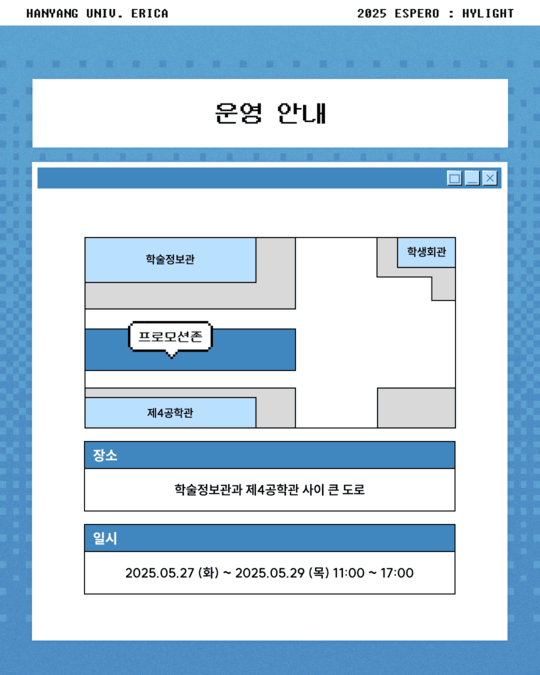 HANYANG UNIV. ERICA
2025 ESPERO : HYLIGHT
운영 안내
학술정보관
학생회관
프로모션존
제4공학관
장소
학술정보관과 제4공학관 사이 큰 도로
일시
2025.05.27 (화) ~ 2025.05.29 (목) 11:00 ~ 17:00